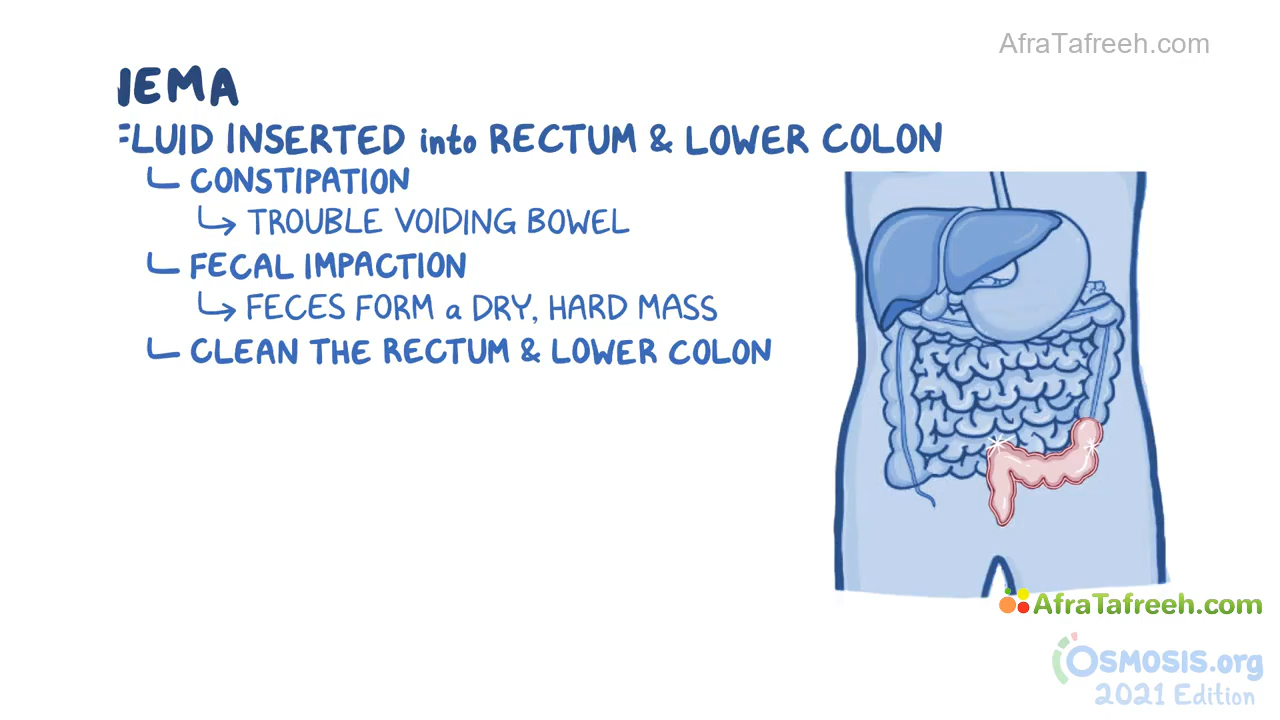 AfraTafreeh.com
NEMA
FLUID INSERTED into RECTUM & LOWER COLON
CONSTIPATION
TROUBLE VOIDING BOWEL
FECAL IMPACTION
FECES FORM a DRY, HARD MASS
CLEAN THE RECTUM & LOWER COLON
AfraTafreeh.com
OSMOSIS.org
2021 Edition